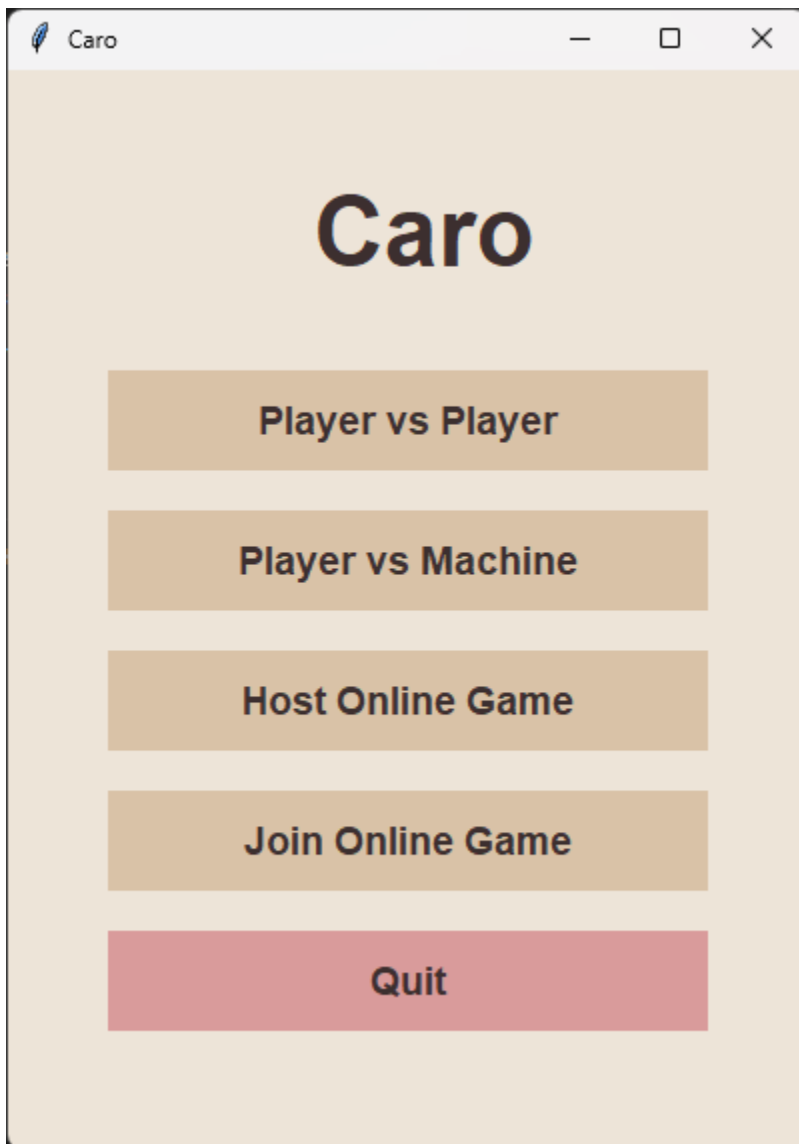 Caro
Caro
Player vs Player
Player vs Machine
Host Online Game
Join Online Game
Quit